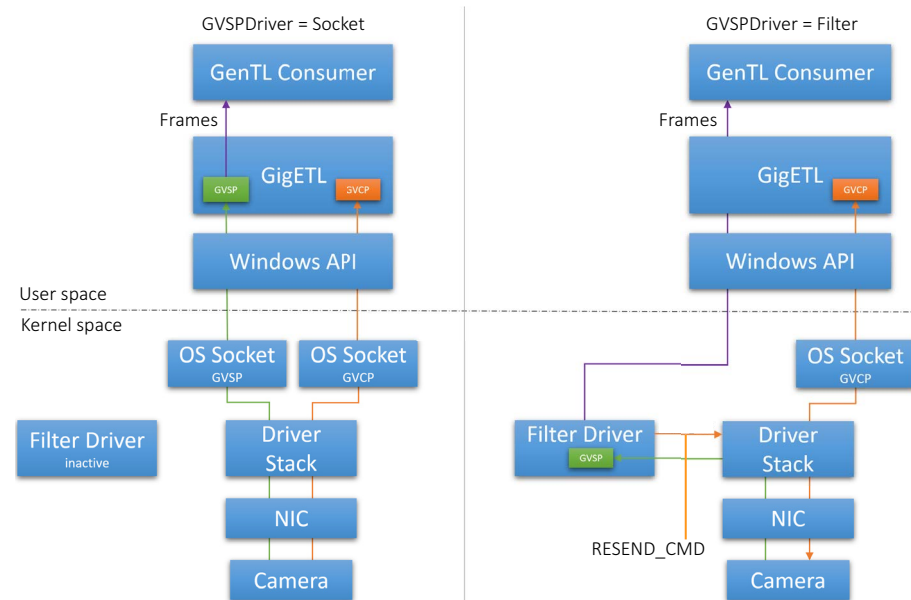 GVSPDriver = Socket
GenTL Consumer
Frames
GigETL
GVSP
GVCP
Windows API
User space
Kernel space
OS Socket
GVSP
OS Socket
GVCP
Filter Driver
inactive
Driver
Stack
NIC
Camera
GVSPDriver = Filter
GenTL Consumer
Frames
GigETL
GVCP
Windows API
OS Socket
GVCP
Filter Driver
GVSP
Driver
Stack
NIC
RESEND_CMD
Camera